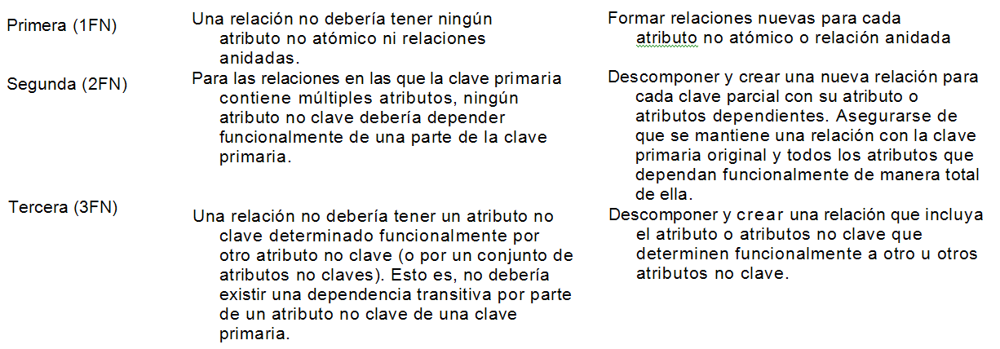 Primera (1FN)
Una relación no debería tener ningún
atributo no atómico ni relaciones
anidadas.
Formar relaciones nuevas para cada
atributo no atómico o relación anidada
Segunda (2FN)
Para las relaciones en las que la clave primaria
contiene múltiples atributos, ningún
atributo no clave debería depender
funcionalmente de una parte de la clave
primaria.
Descomponer y crear una nueva relación para
cada clave parcial con su atributo o
atributos dependientes. Asegurarse de
que se mantiene una relación con la clave
primaria original y todos los atributos que
dependan funcionalmente de manera total
de ella.
Tercera (3FN)
Una relación no debería tener un atributo no
clave determinado funcionalmente por
otro atributo no clave (o por un conjunto de
atributos no claves). Esto es, no debería
existir una dependencia transitiva por parte
de un atributo no clave de una clave
primaria.
Descomponer y crear una relación que incluya
el atributo o atributos no clave que
determinen funcionalmente a otro u otros
atributos no clave.